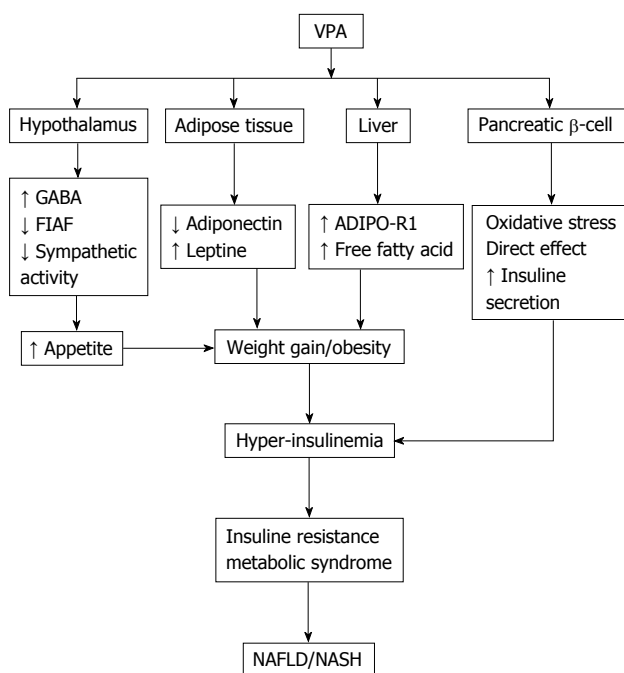 VPA
Hypothalamus
Adipose tissue
Liver
Pancreatic β-cell
↑ GABA
↓ FIAF
↓ Sympathetic
activity
↓ Adiponectin
↑ Leptine
↑ ADIPO-R1
↑ Free fatty acid
Oxidative stress
Direct effect
↑ Insuline
secretion
↑ Appetite
Weight gain/obesity
Hyper-insulinemia
Insuline resistance
metabolic syndrome
NAFLD/NASH